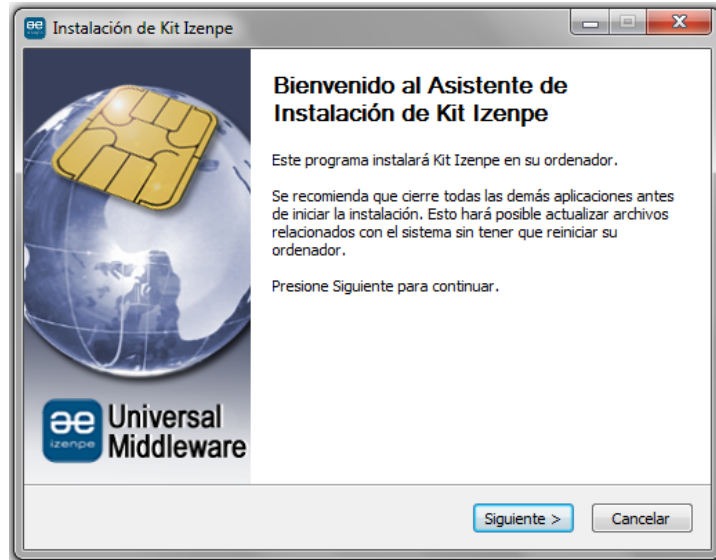 Instalación de Kit Izenpe
Bienvenido al Asistente de
Instalación de Kit Izenpe
Este programa instalará Kit Izenpe en su ordenador.
Se recomienda que cierre todas las demás aplicaciones antes
de iniciar la instalación. Esto hará posible actualizar archivos
relacionados con el sistema sin tener que reiniciar su
ordenador.
Presione Siguiente para continuar.
izenpe
Universal
Middleware
Siguiente >
Cancelar